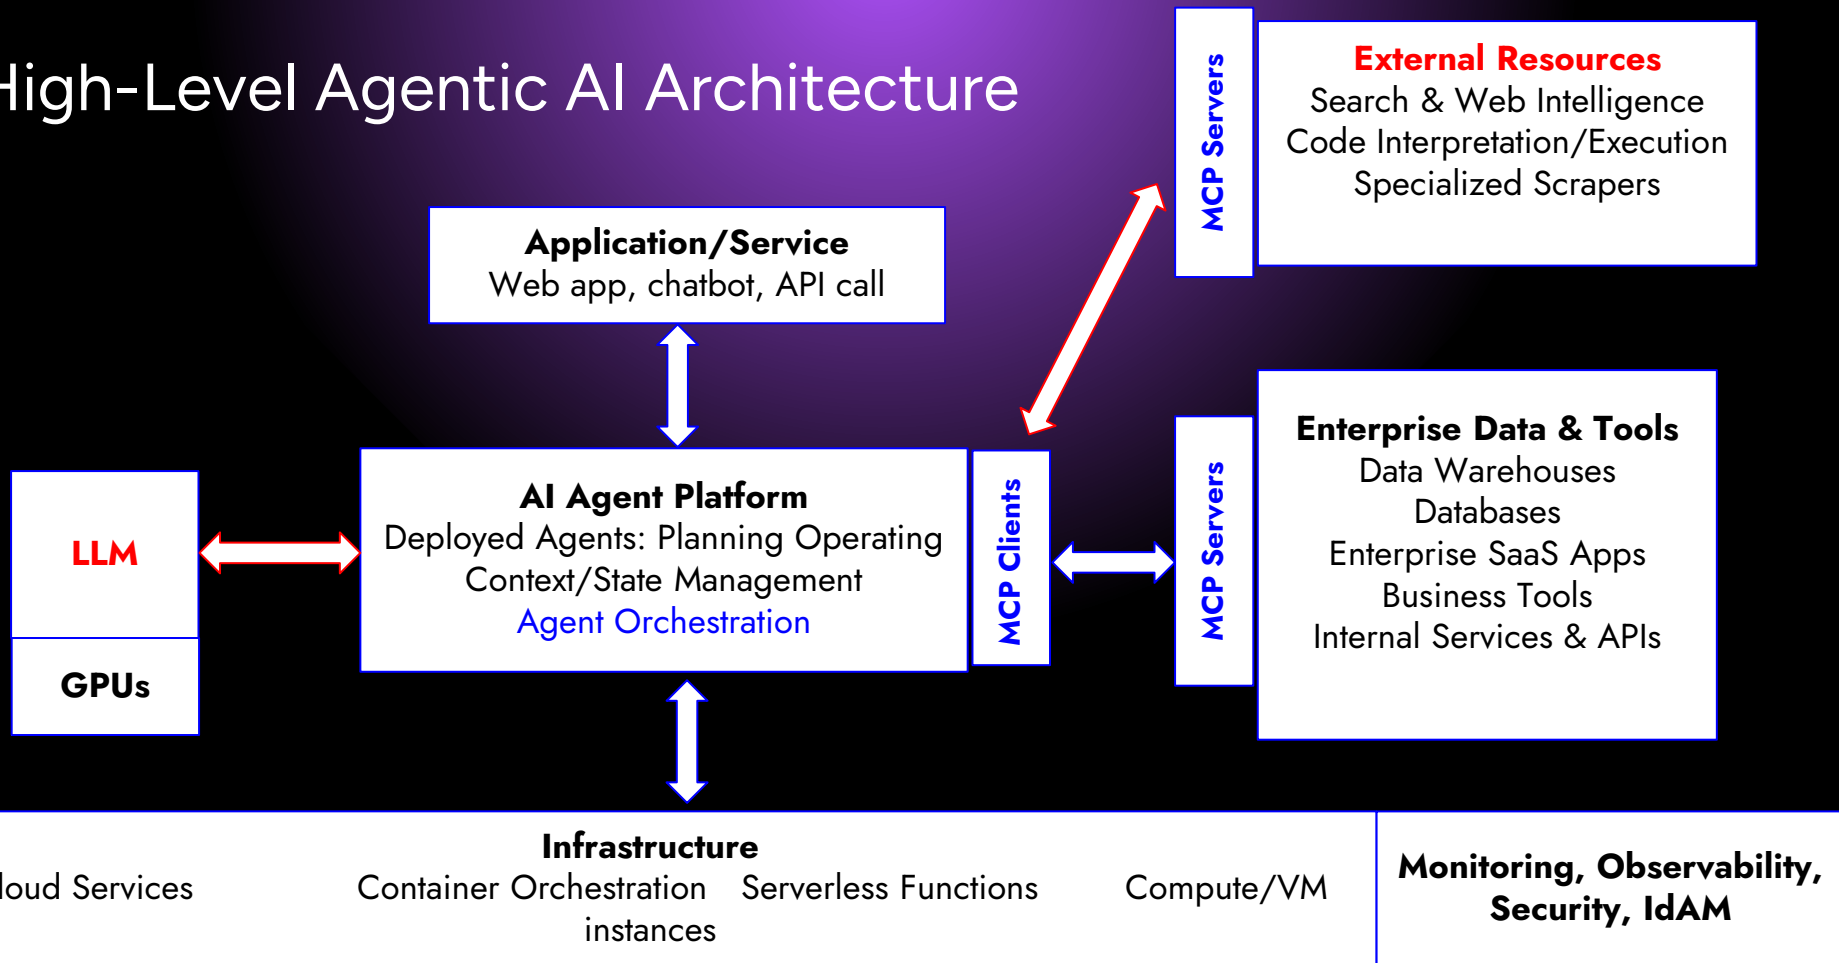 High-Level Agentic AI Architecture
MCP Servers
External Resources
Search & Web Intelligence
Code Interpretation/Execution
Specialized Scrapers
Application/Service
Web app, chatbot, API call
LLM
GPUs
AI Agent Platform
Deployed Agents: Planning Operating
Context/State Management
Agent Orchestration
MCP Clients
MCP Servers
Enterprise Data & Tools
Data Warehouses
Databases
Enterprise SaaS Apps
Business Tools
Internal Services & APIs
Infrastructure
loud Services Container Orchestration Serverless Functions Compute/VM
instances
Monitoring, Observability,
Security, IdAM